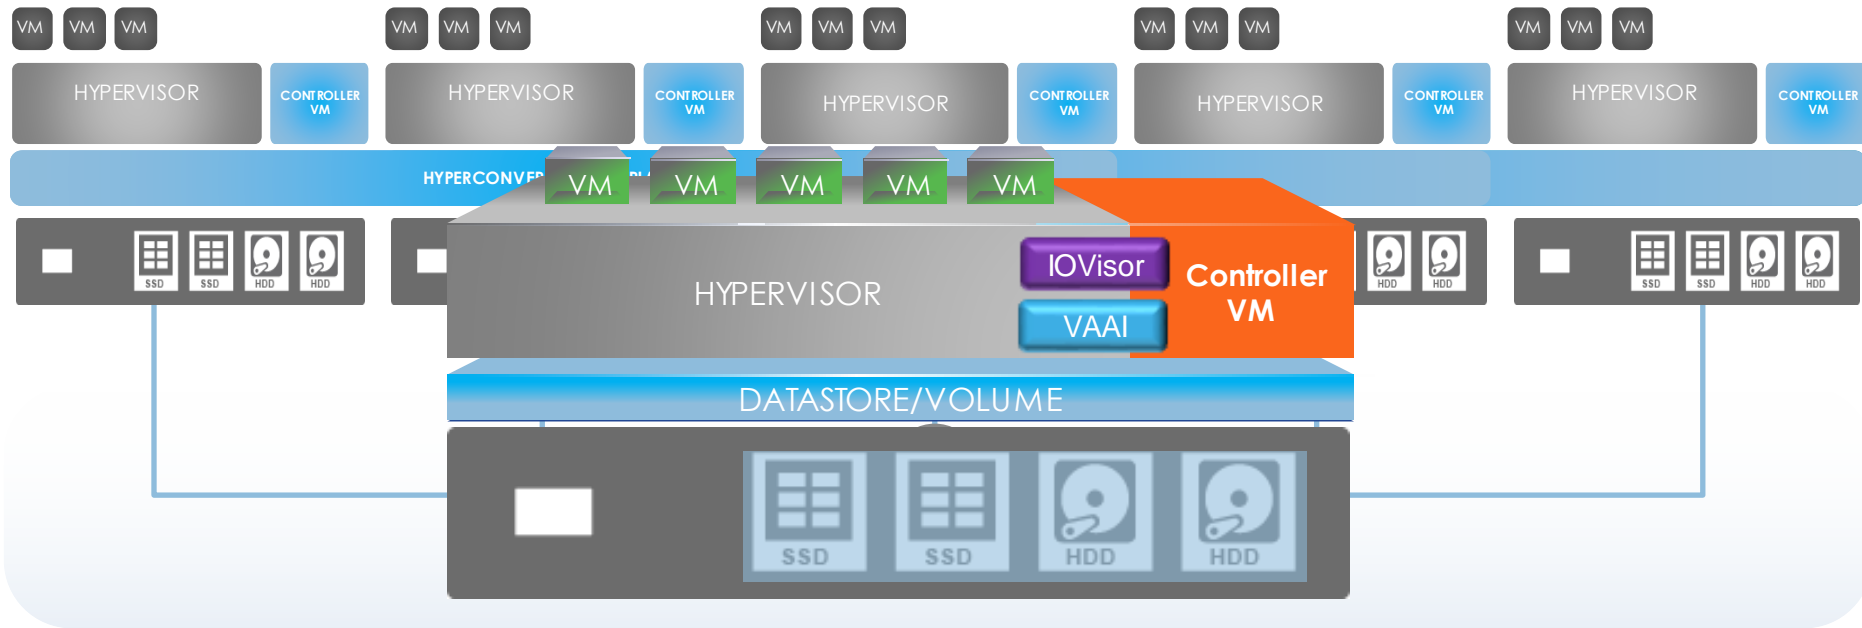 VM VM VM VM VM VM VM VM VM VM VM VM VM VM VM
HYPERVISOR
CONTROLLER
VM
HYPERVISOR
CONTROLLER
VM
HYPERVISOR
CONTROLLER
VM
HYPERVISOR
CONTROLLER
VM
HYPERVISOR
CONTROLLER
VM
HYPERCONVER
VM VM VM VM VM
SSD SSD HDD HDD
HDD HDD
SSD SSD HDD HDD
HYPERVISOR
IOVisor
VAAI
Controller
VM
DATASTORE/VOLUME
SSD SSD HDD HDD